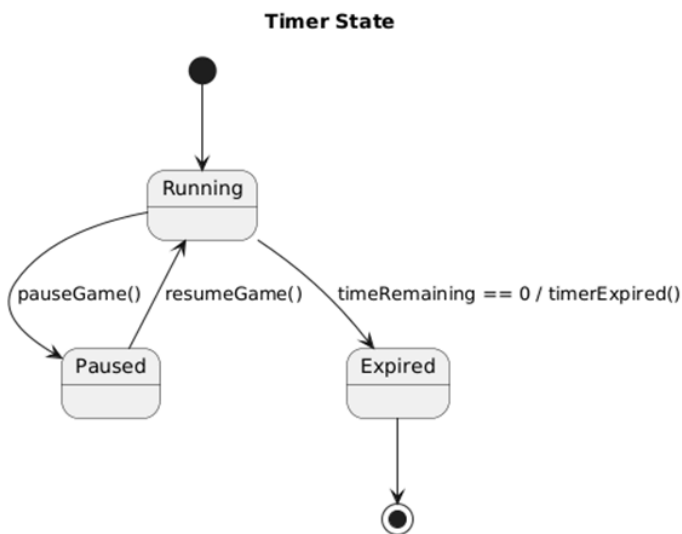 Timer State
Running
pauseGame()
resumeGame()
timeRemaining == 0 / timerExpired()
Paused
Expired